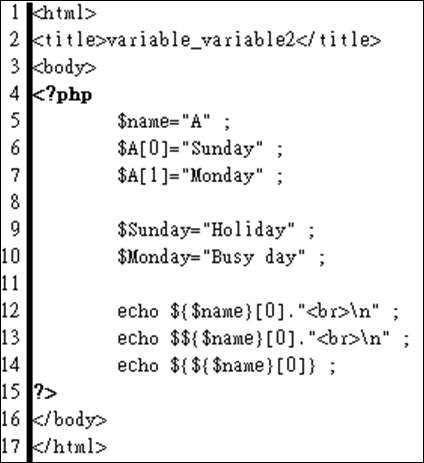 1 <html>
2 <title>variable_variable2</title>
3 <body>
4 <?php
5 $name="A" ;
6 $A[0]="Sunday" ;
7 $A[1]="Monday" ;
8
9 $Sunday="Holiday" ;
10 $Monday="Busy day" ;
11
12 echo ${$name}[0]."<br>\n" ;
13 echo $${$name}[0]."<br>\n" ;
14 echo ${${$name}[0]} ;
15 ?>
16 </body>
17 </html>